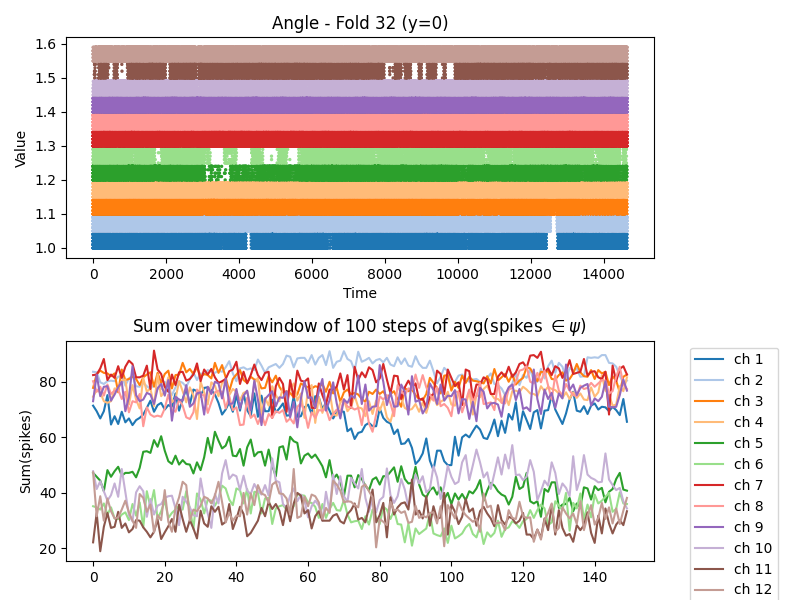 Angle - Fold 32 (y=0)
Value
1.6
1.5
1.4
1.3
1.2
1.1
1.0
0 2000 4000 6000 8000 10000 12000 14000
Time
Sum over timewindow of 100 steps of avg(spikes ∈ ψ)
Sum(spikes)
80
60
40
20
0 20 40 60 80 100 120 140
ch 1
ch 2
ch 3
ch 4
ch 5
ch 6
ch 7
ch 8
ch 9
ch 10
ch 11
ch 12